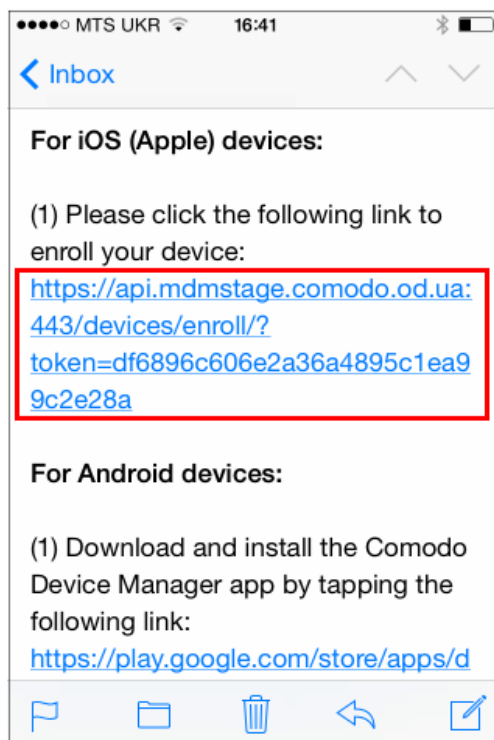 MTS UKR 16:41
Inbox
For iOS (Apple) devices:
(1) Please click the following link to
enroll your device:
https://api.mdmstage.comodo.od.ua:
443/devices/enroll/?
token=df6896c606e2a36a4895c1ea9
9c2e28a
For Android devices:
(1) Download and install the Comodo
Device Manager app by tapping the
following link:
https://play.google.com/store/apps/d